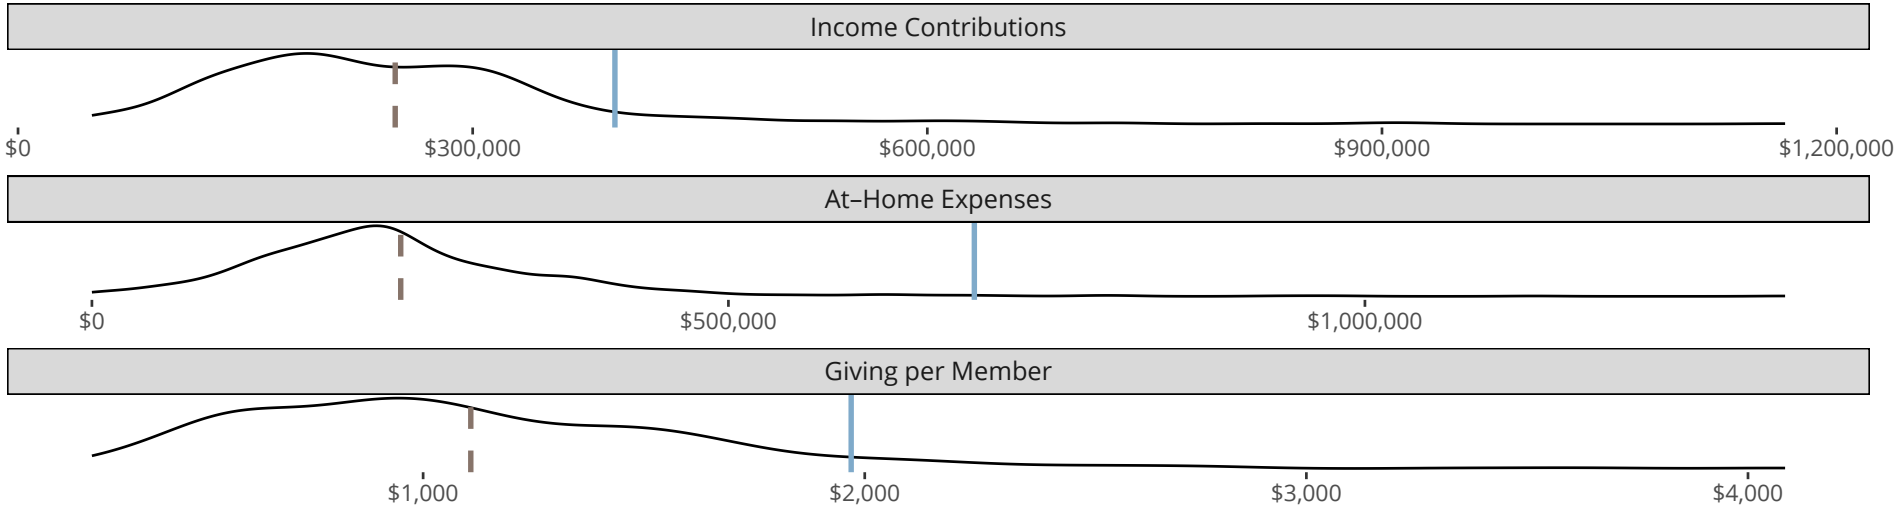 Income Contributions
$0 $300,000 $600,000 $900,000 $1,200,000
At–Home Expenses
$0 $500,000 $1,000,000
Giving per Member
$1,000 $2,000 $3,000 $4,000